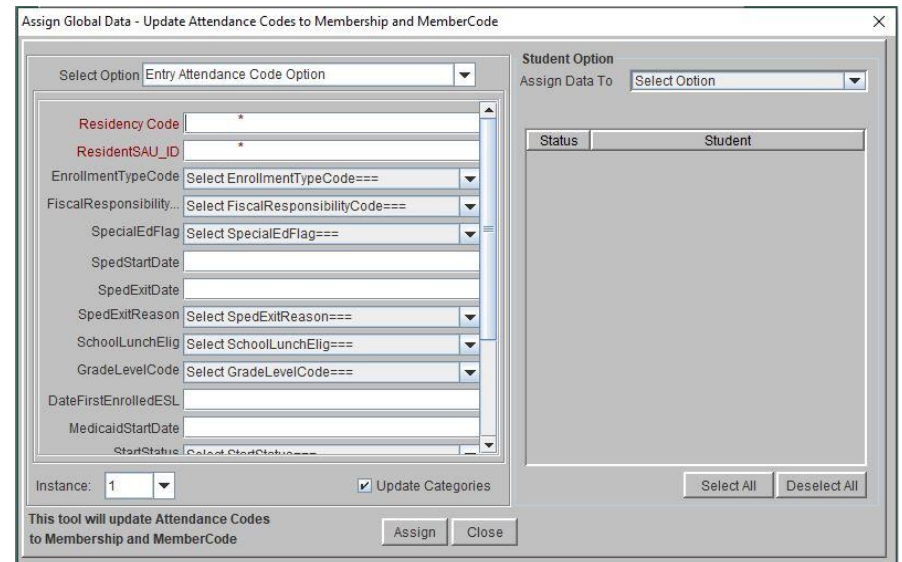 Assign Global Data - Update Attendance Codes to Membership and MemberCode
Select Option Entry Attendance Code Option
Residency Code *
ResidentSAU_ID *
EnrollmentTypeCode Select EnrollmentTypeCode===
FiscalResponsibility... Select FiscalResponsibilityCode===
SpecialEdFlag Select SpecialEdFlag===
SpedStartDate
SpedExitDate
SpedExitReason Select SpedExitReason===
SchoolLunchElig Select SchoolLunchElig===
GradeLevelCode Select GradeLevelCode===
DateFirstEnrolledESL
MedicaidStartDate
StartStatus Select StartStatus===
Instance: 1 Update Categories
This tool will update Attendance Codes
to Membership and MemberCode
Assign Close
Student Option
Assign Data To Select Option
Status Student
Select All Deselect All